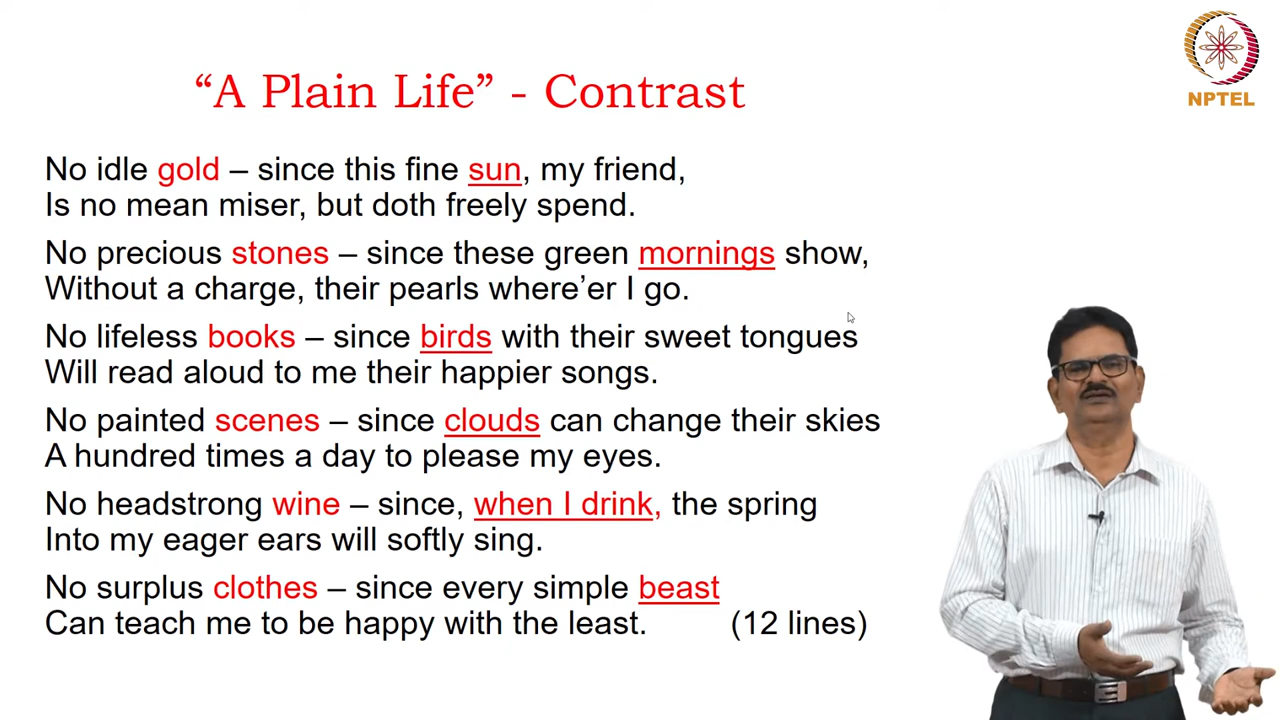 “A Plain Life” - Contrast
NPTEL
No idle gold – since this fine sun, my friend,
Is no mean miser, but doth freely spend.
No precious stones – since these green mornings show,
Without a charge, their pearls where’er I go.
No lifeless books – since birds with their sweet tongues
Will read aloud to me their happier songs.
No painted scenes – since clouds can change their skies
A hundred times a day to please my eyes.
No headstrong wine – since, when I drink, the spring
Into my eager ears will softly sing.
No surplus clothes – since every simple beast
Can teach me to be happy with the least. (12 lines)